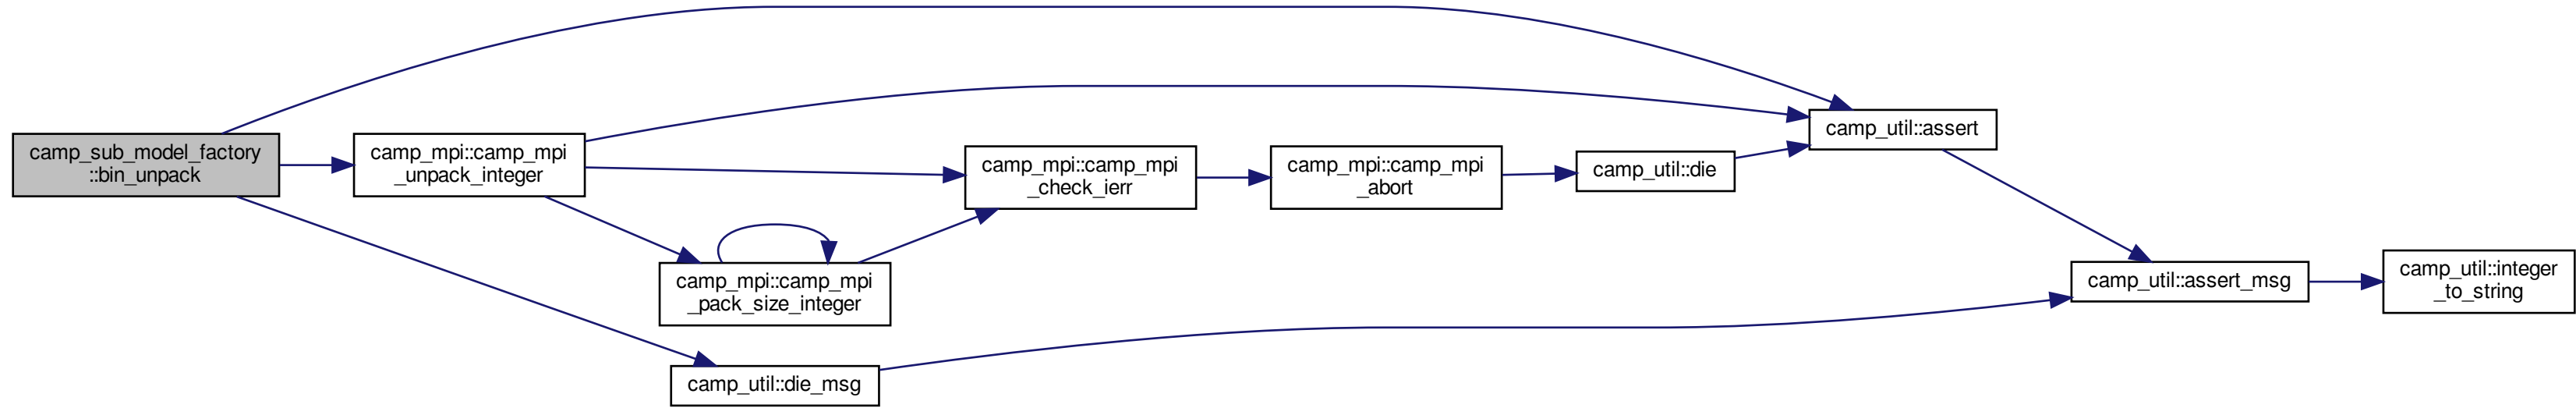 camp_sub_model_factory
::bin_unpack
camp_mpi::camp_mpi
_unpack_integer
camp_mpi::camp_mpi
_pack_size_integer
camp_util::die_msg
camp_mpi::camp_mpi
_check_ierr
camp_mpi::camp_mpi
_abort
camp_util::die
camp_util::assert
camp_util::assert_msg
camp_util::integer
_to_string